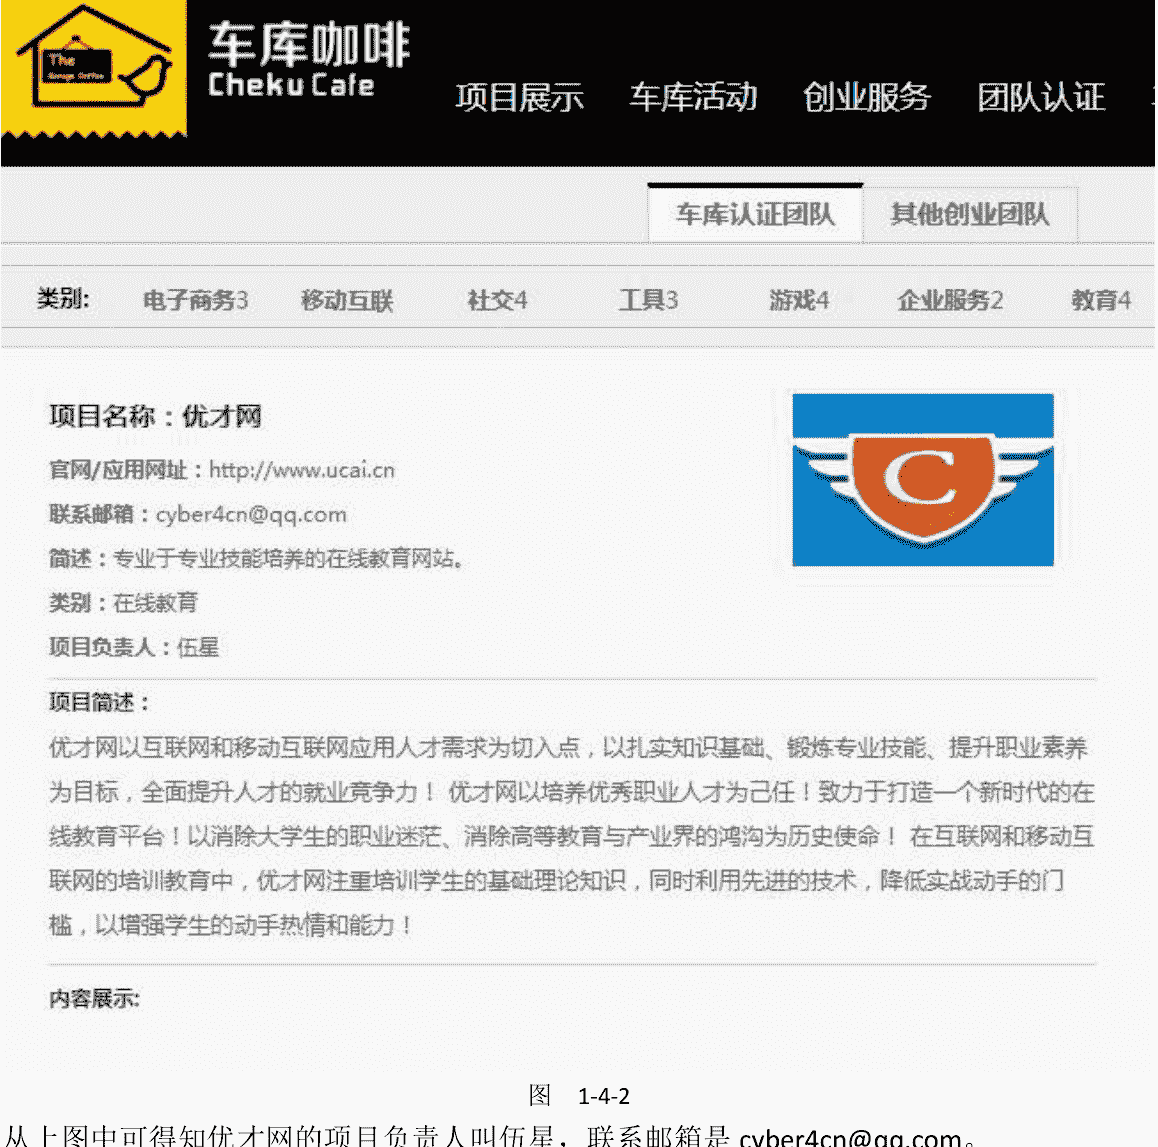 The
Garage Coffee
车库咖啡
Cheku Cafe
项目展示 车库活动 创业服务 团队认证
车库认证团队 其他创业团队
类别: 电子商务3 移动互联 社交4 工具3 游戏4 企业服务2 教育4
项目名称：优才网
官网/应用网址：http://www.ucai.cn
联系邮箱：cyber4cn@qq.com
简述：专业于专业技能培养的在线教育网站。
类别：在线教育
项目负责人：伍星
C
项目简述：
优才网以互联网和移动互联网应用人才需求为切入点，以扎实知识基础、锻炼专业技能、提升职业素养
为目标，全面提升人才的就业竞争力！ 优才网以培养优秀职业人才为己任！致力于打造一个新时代的在
线教育平台！以消除大学生的职业迷茫、消除高等教育与产业界的鸿沟为历史使命！ 在互联网和移动互
联网的培训教育中，优才网注重培训学生的基础理论知识，同时利用先进的技术，降低实战动手的门
槛，以增强学生的动手热情和能力！
内容展示:
图 1-4-2
从上图中可得知优才网的项目负责人叫伍星，联系邮箱是 cyber4cn@qq.com。